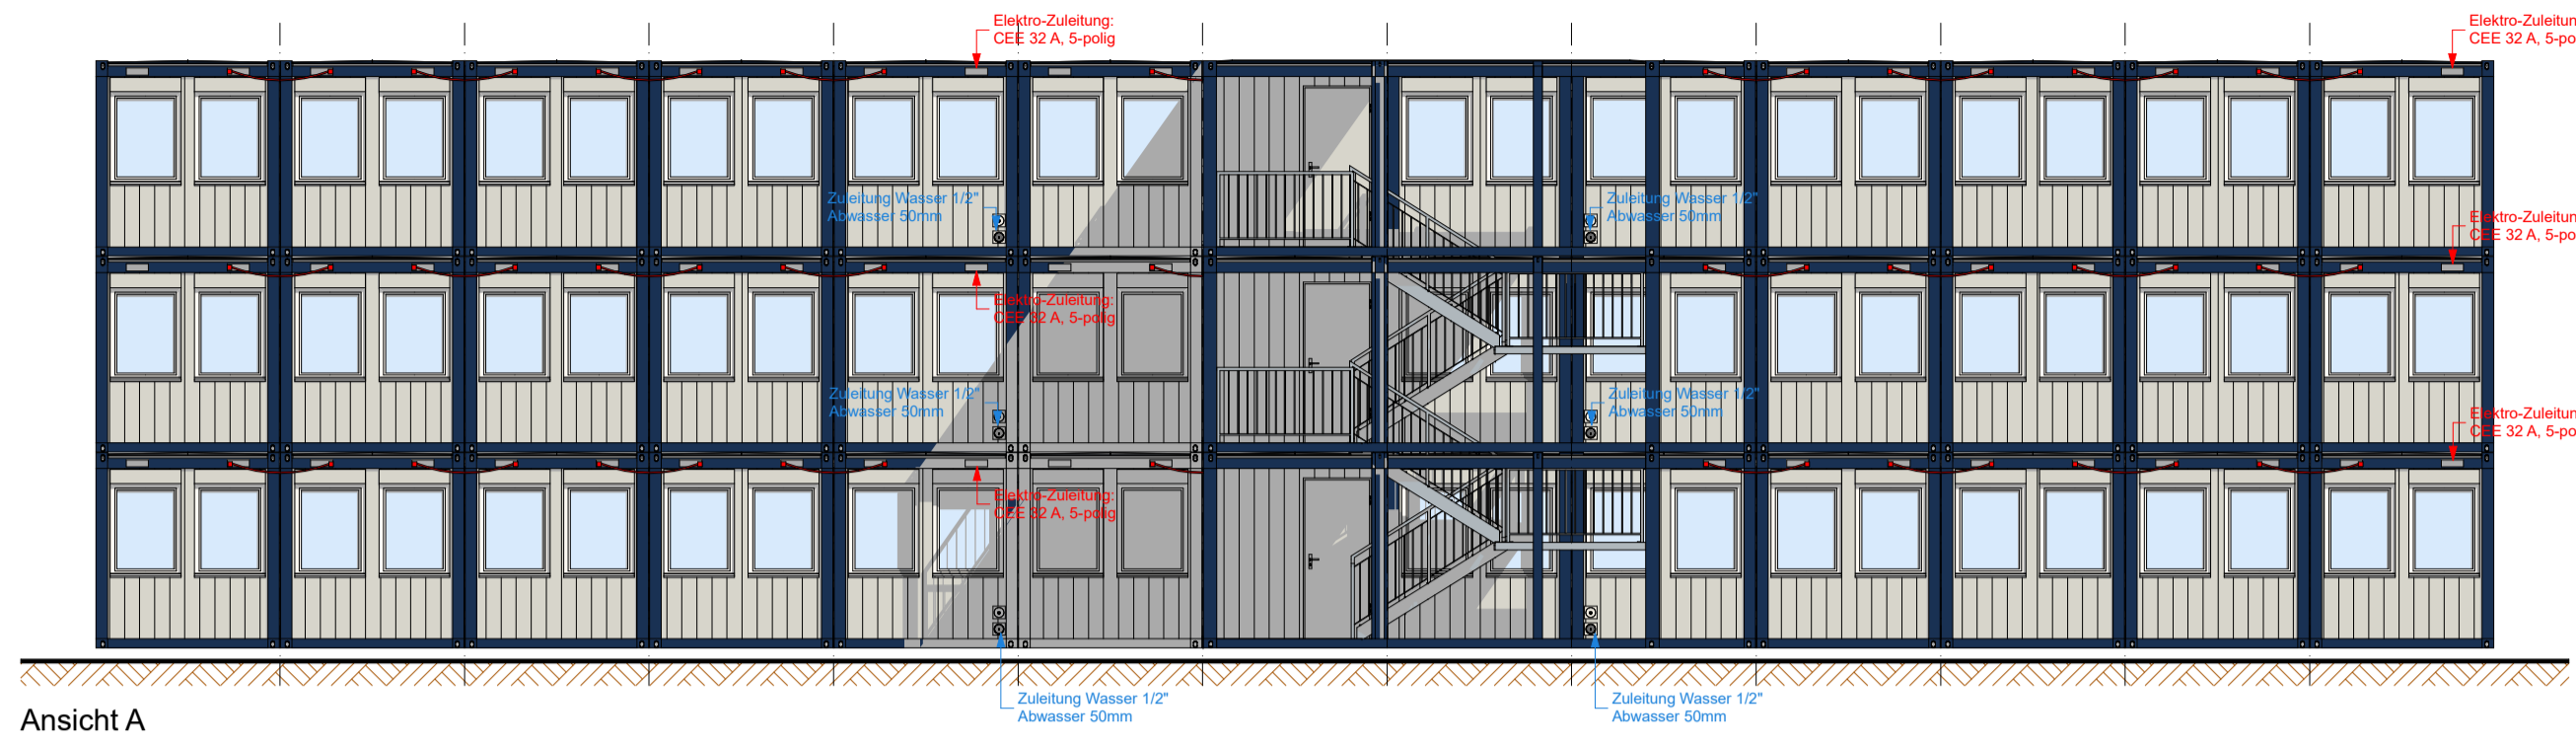 Elektro-Zuleitung:
CEE 32 A, 5-polig
Elektro-Zuleitun
CEE 32 A, 5-po
Zuleitung Wasser 1/2"
Abwasser 50mm
Zuleitung Wasser 1/2"
Abwasser 50mm
Elektro-Zuleitun
CEE 32 A, 5-po
Elektro-Zuleitung:
CEE 32 A, 5-polig
Zuleitung Wasser 1/2"
Abwasser 50mm
Zuleitung Wasser 1/2"
Abwasser 50mm
Elektro-Zuleitun
CEE 32 A, 5-po
Elektro-Zuleitung:
CEE 32 A, 5-polig
Zuleitung Wasser 1/2"
Abwasser 50mm
Zuleitung Wasser 1/2"
Abwasser 50mm
Ansicht A